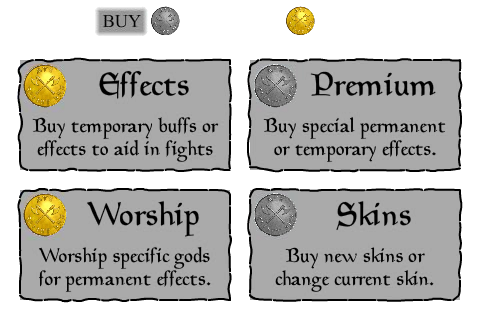 BUY
Effects
Buy temporary buffs or
effects to aid in fights
Premium
Buy special permanent
or temporary effects.
Worship
Worship specific gods
for permanent effects.
Skins
Buy new skins or
change current skin.